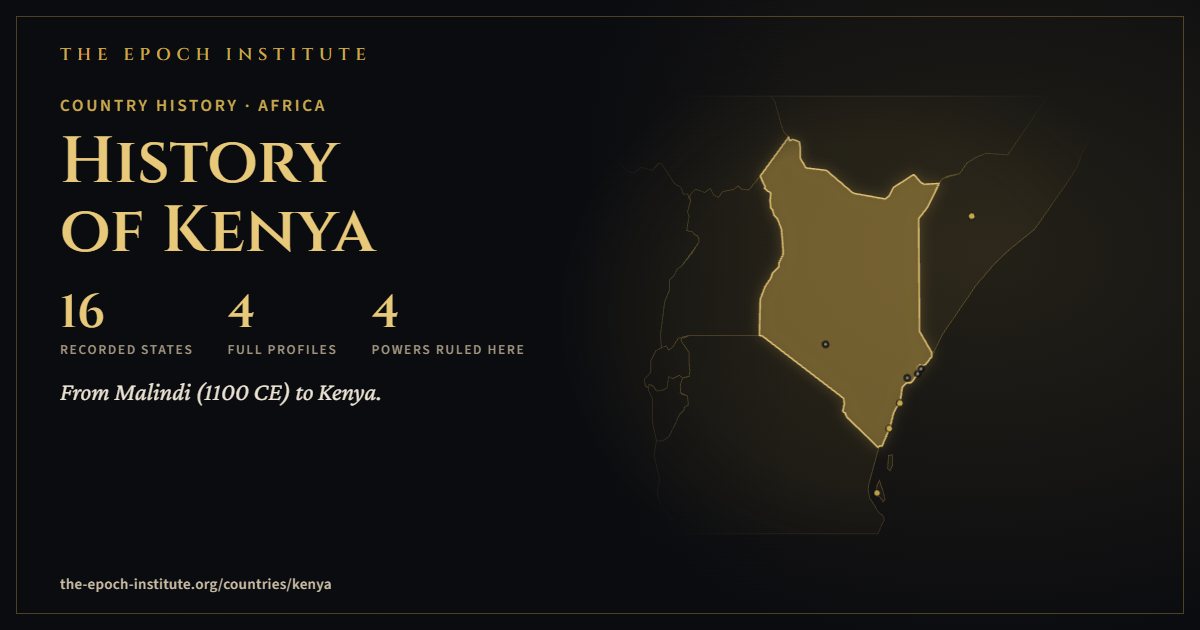 THE EPOCH INSTITUTE
COUNTRY HISTORY · AFRICA
HISTORY
OF KENYA
16 4 4
RECORDED STATES FULL PROFILES POWERS RULED HERE
From Malindi (1100 CE) to Kenya.
the-epoch-institute.org/countries/kenya